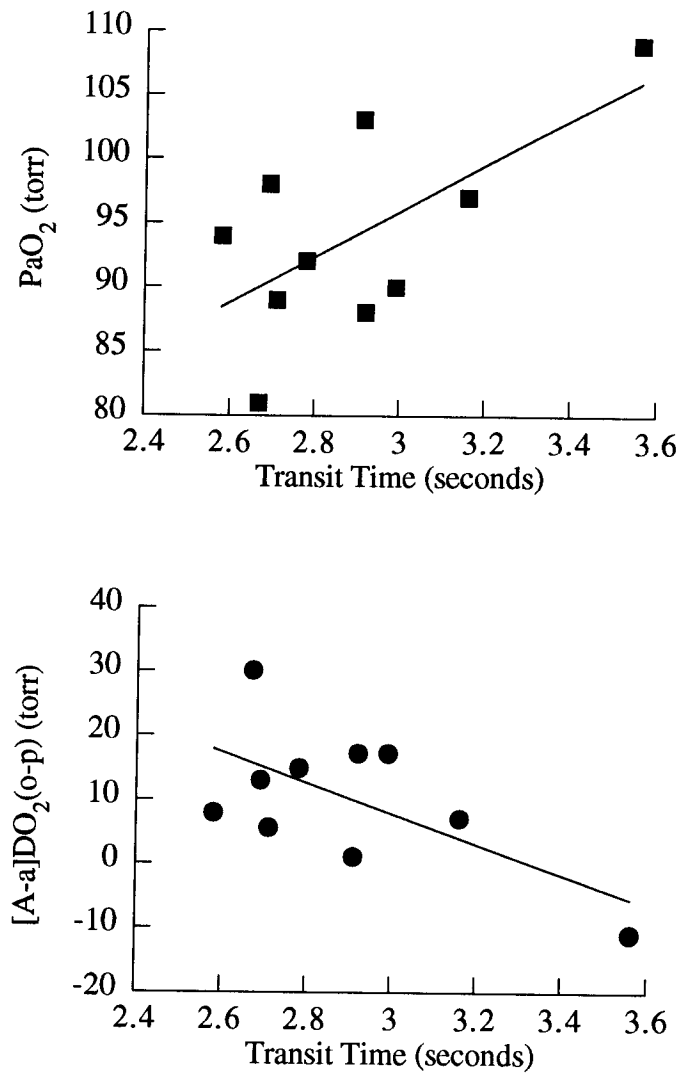 110
105
100
95
90
85
80
PaO2 (torr)
2.4 2.6 2.8 3 3.2 3.4 3.6
Transit Time (seconds)
40
30
20
10
0
-10
-20
[A-a]DO2(o-p) (torr)
2.4 2.6 2.8 3 3.2 3.4 3.6
Transit Time (seconds)